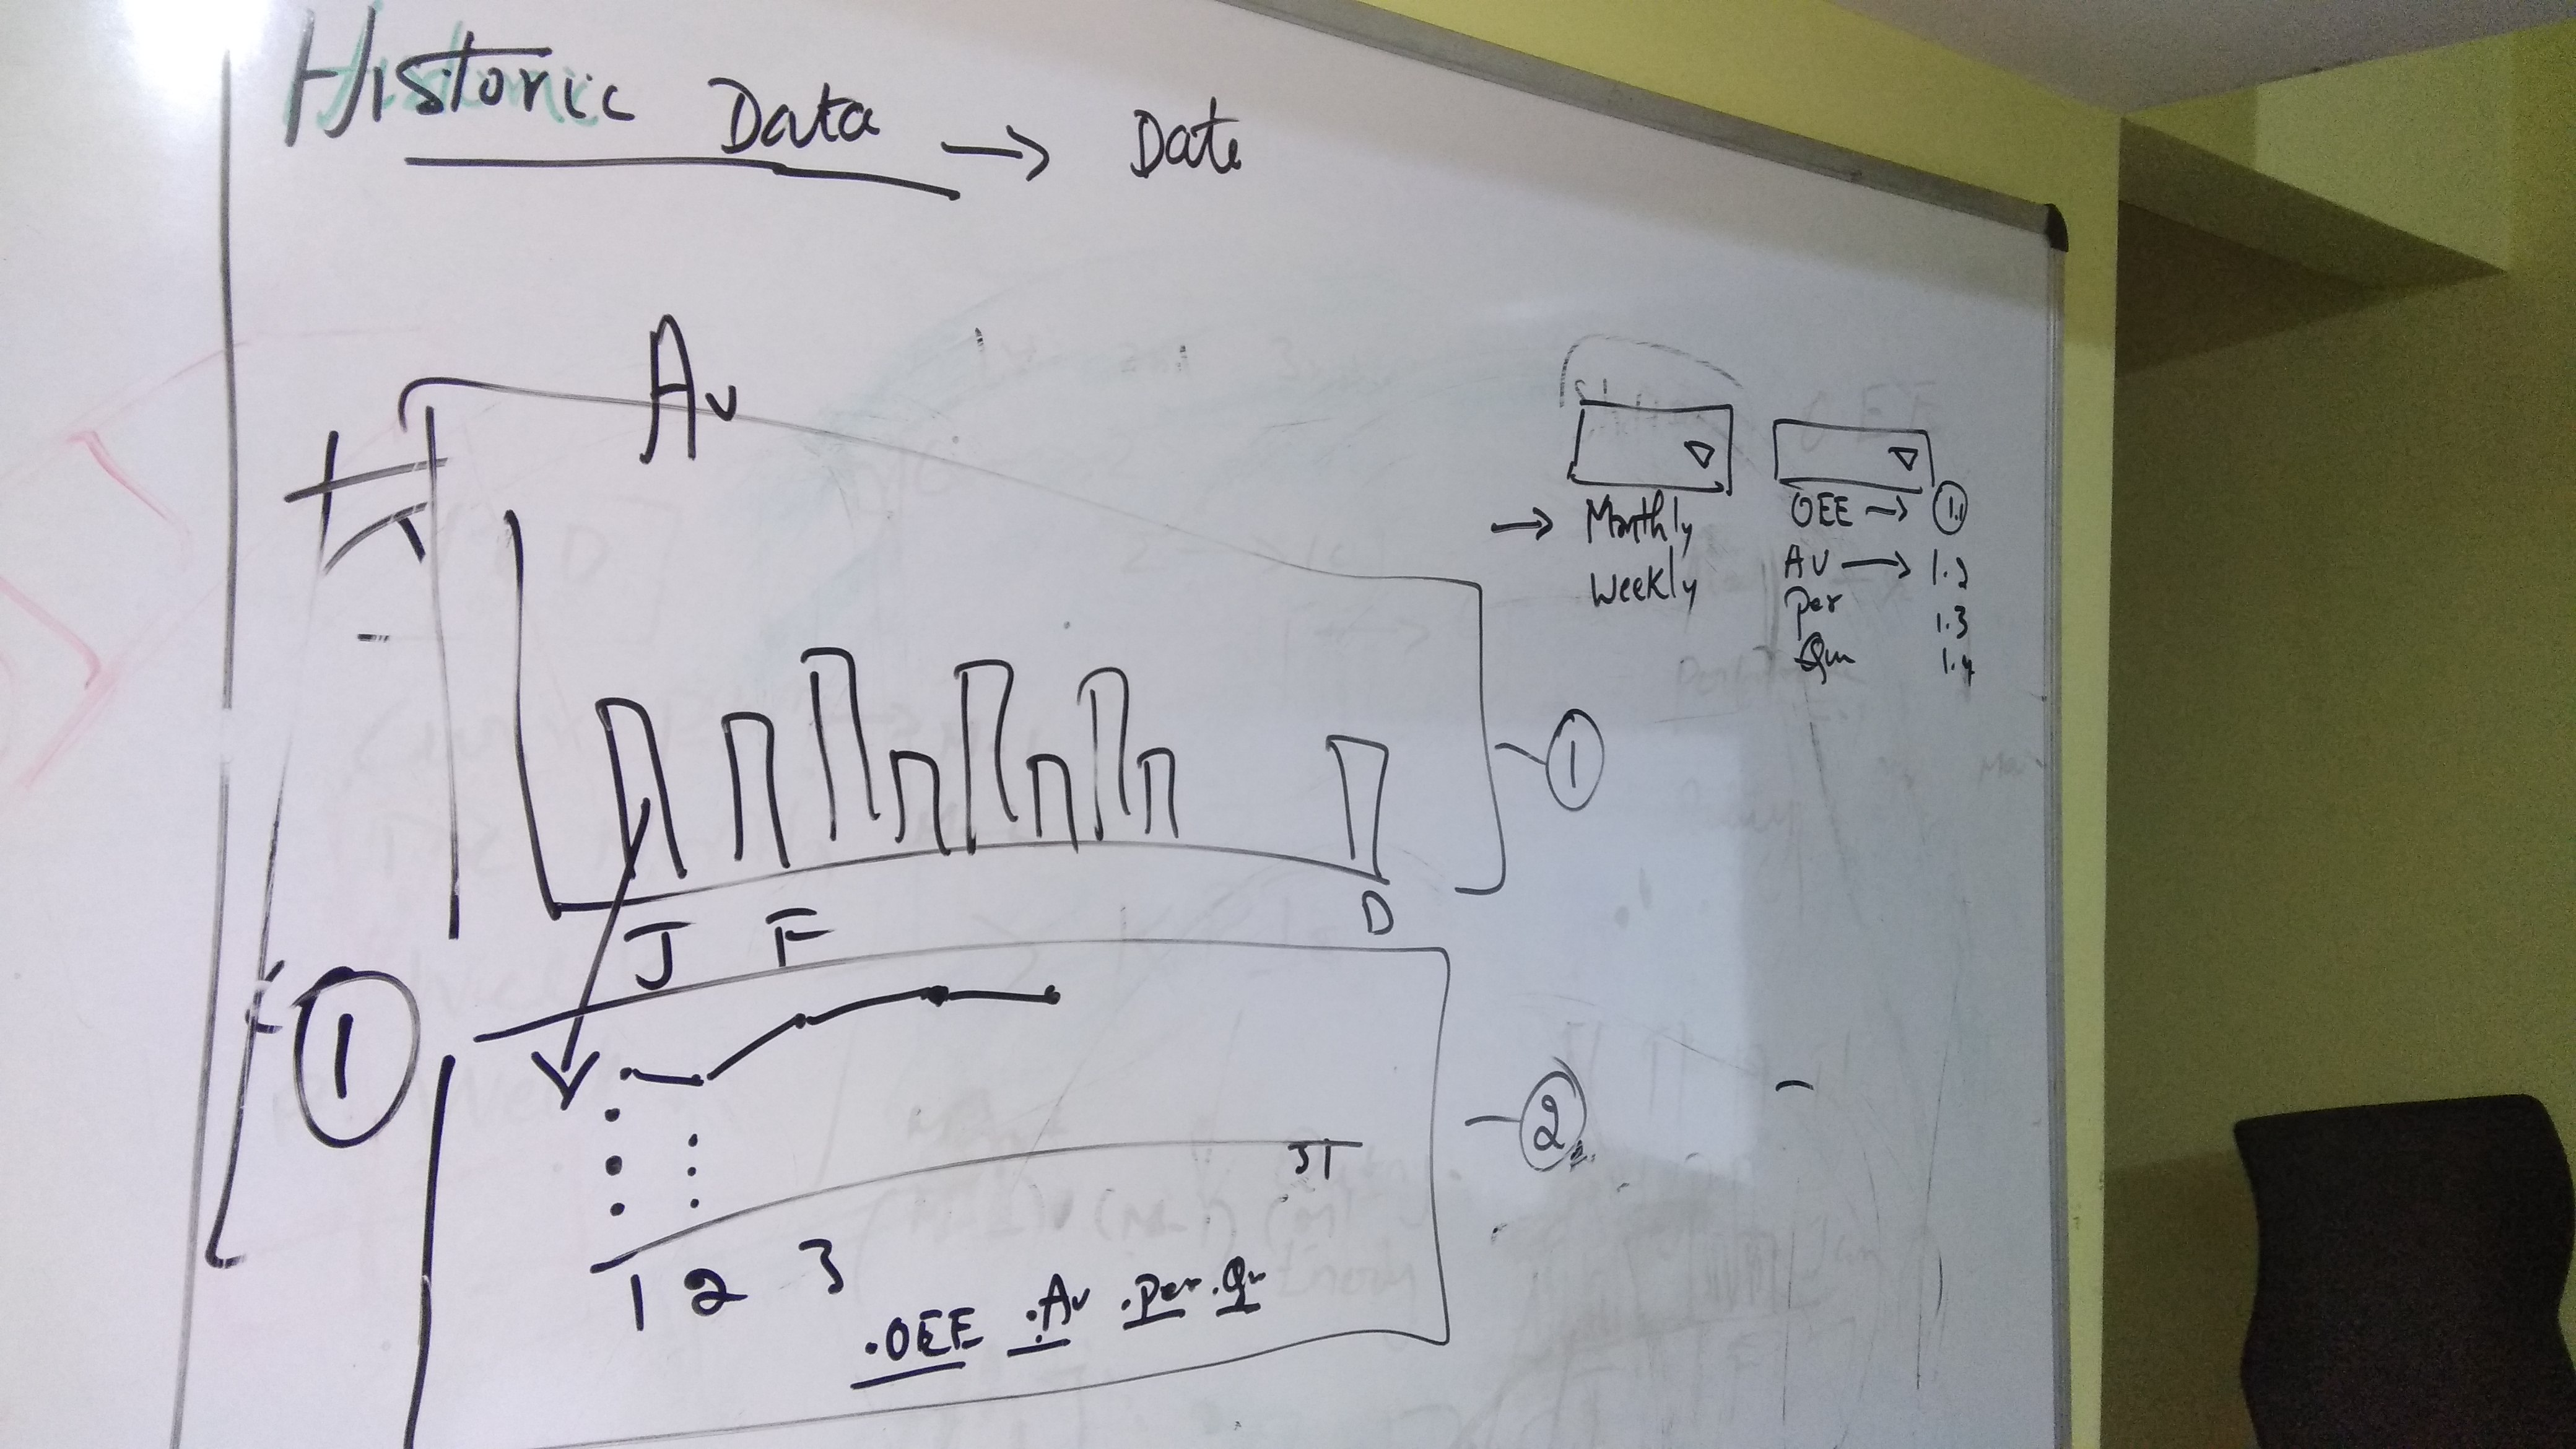 Historic Data → Date
Av
→ Monthly
Weekly
OEE → 1.1
AV → 1.2
Per 1.3
Qu 1.4
1
J F D
1
2
31
1 2 3
.OEE .Av .Per .Qu